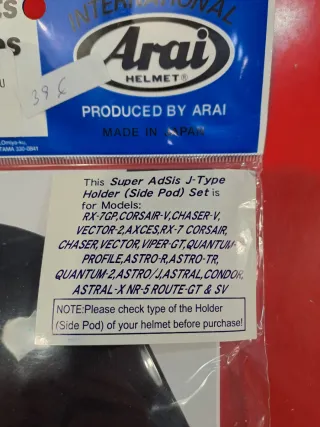 INTERNATIONAL
Arai
HELMET®
39 €
PRODUCED BY ARAI
MADE IN JAPAN
This Super AdSis J-Type
Holder (Side Pod) Set is
for Models:
RX-7GP,CORSAIR-V,CHASER-V,
VECTOR-2,AXCES,RX-7 CORSAIR,
CHASER,VECTOR,VIPER-GT,QUANTUM
PROFILE,ASTRO-R,ASTRO-TR,
QUANTUM-2,ASTRO/J,ASTRAL,CONDOR,
ASTRAL-X NR-5 ROUTE-GT & SV
NOTE:Please check type of the Holder
(Side Pod) of your helmet before purchase!